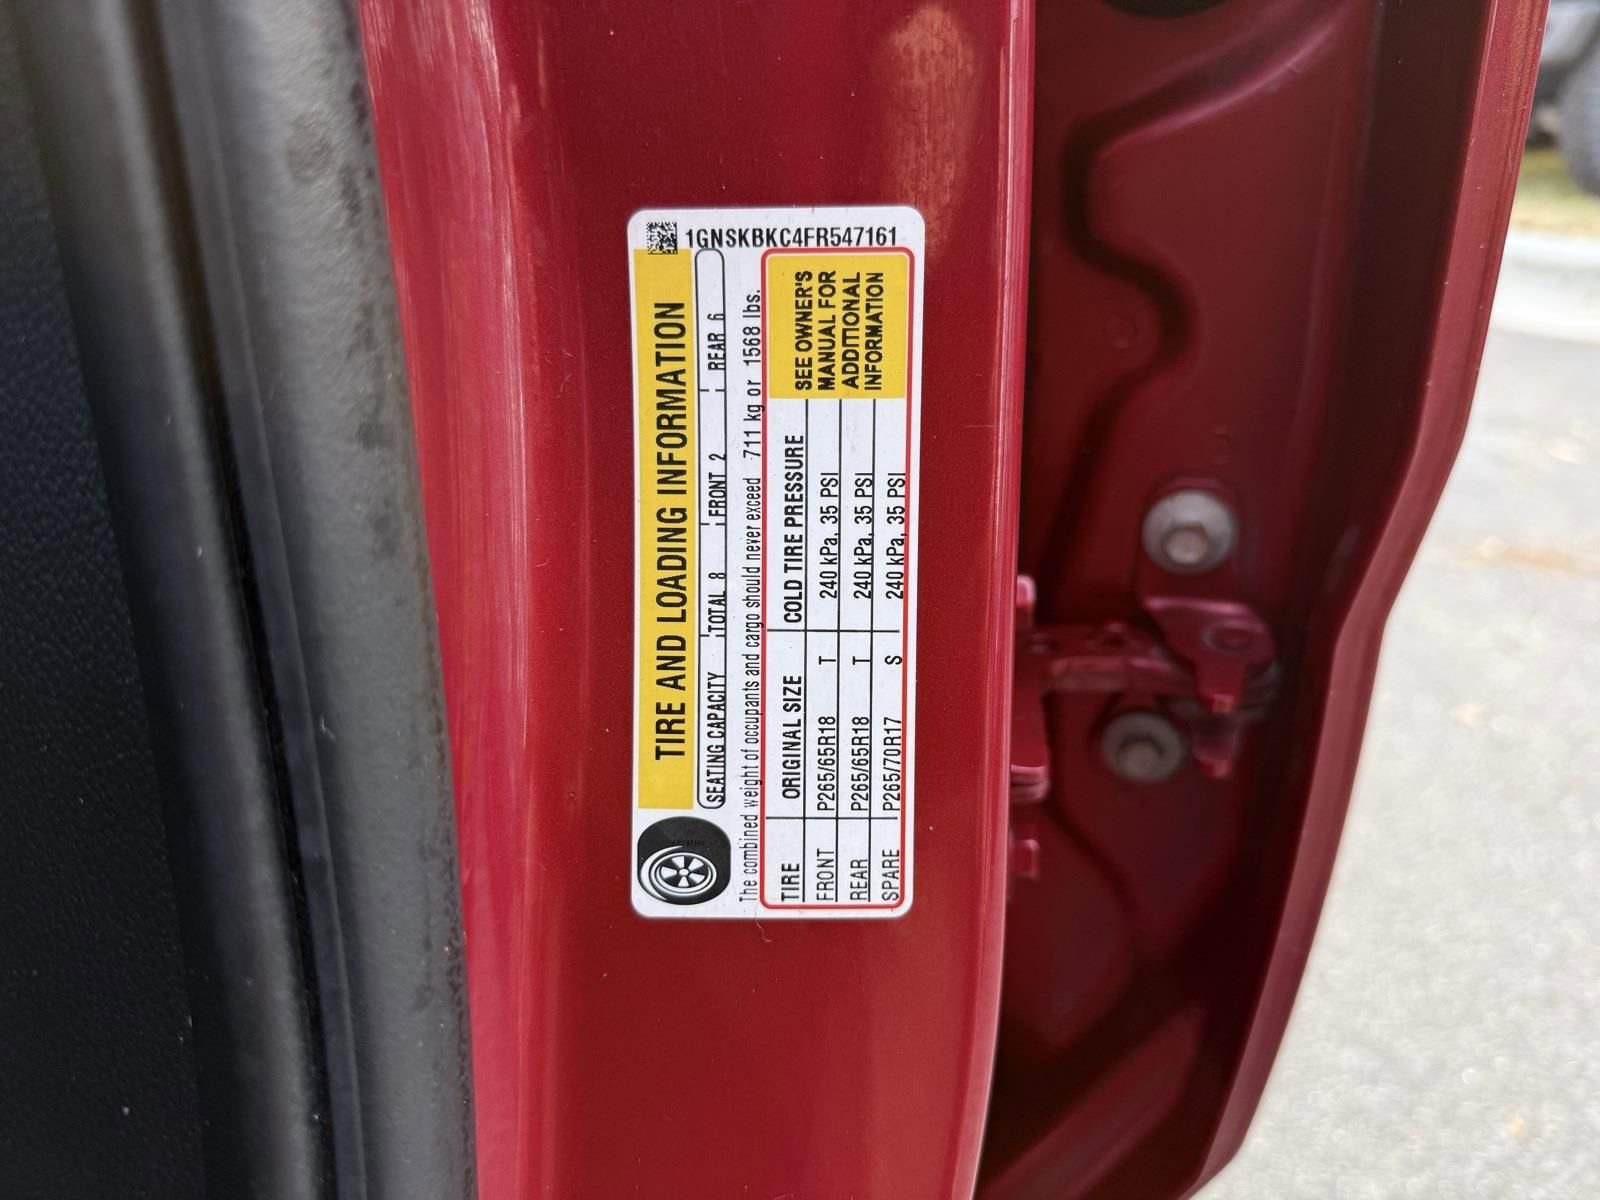 1GNSKBKC4FR547161
TIRE AND LOADING INFORMATION
SEATING CAPACITY TOTAL 8 FRONT 2 REAR 6
The combined weight of occupants and cargo should never exceed 711 kg or 1568 lbs.
TIRE ORIGINAL SIZE COLD TIRE PRESSURE
FRONT P265/65R18 T 240 kPa, 35 PSI
REAR P265/65R18 T 240 kPa, 35 PSI
SPARE P265/70R17 S 240 kPa, 35 PSI
SEE OWNER'S
MANUAL FOR
ADDITIONAL
INFORMATION